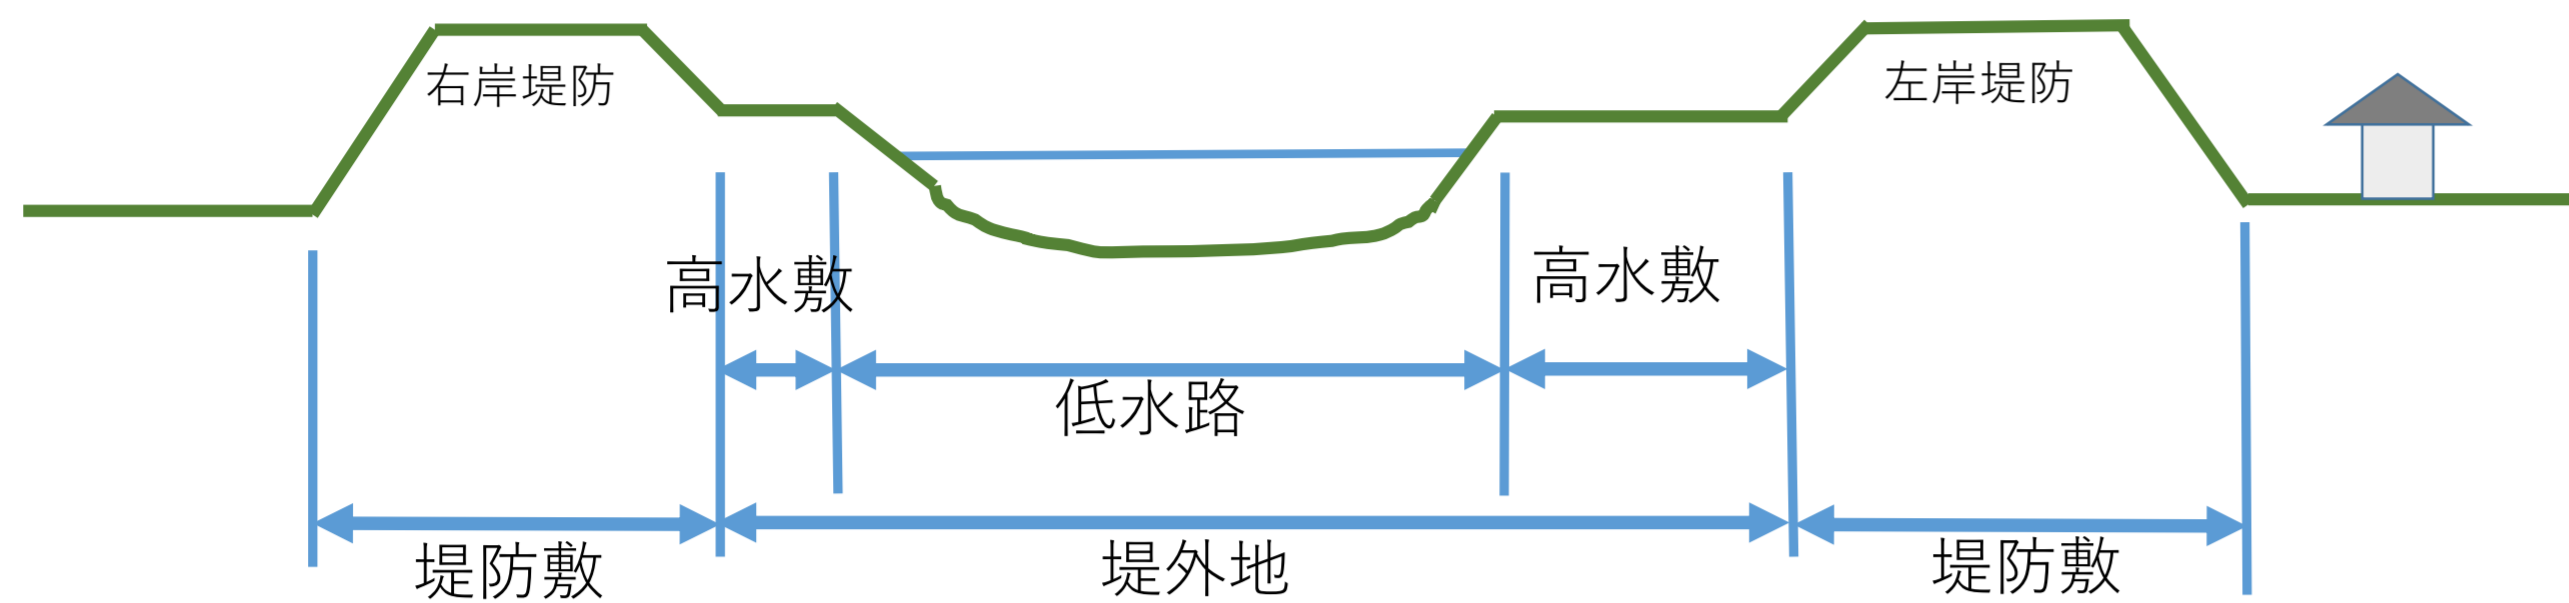 右岸堤防
左岸堤防
高水敷
高水敷
低水路
堤防敷
堤外地
堤防敷